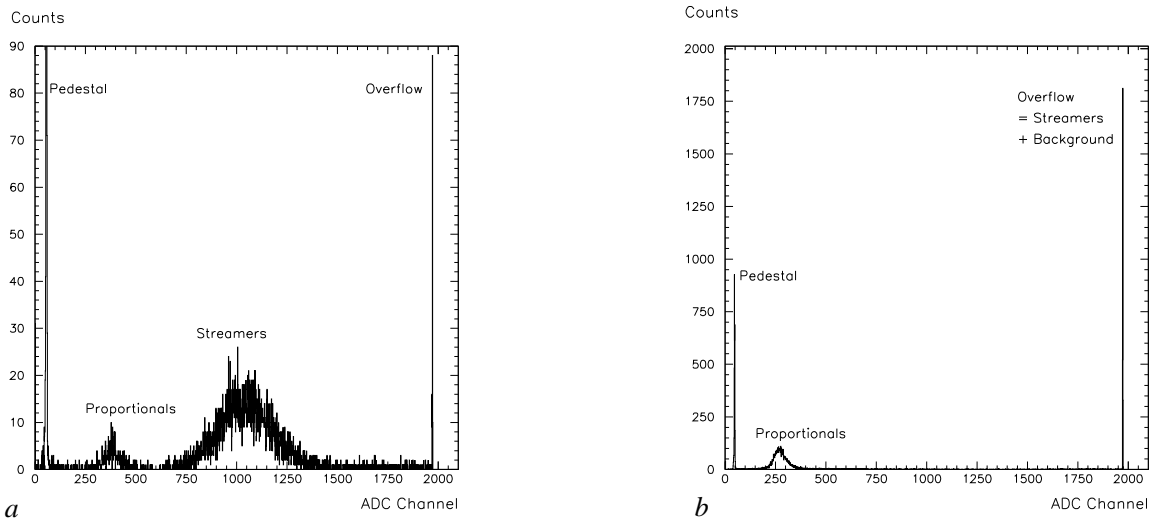 Counts
90
80
70
60
50
40
30
20
10
0
Pedestal
Overflow
Streamers
Proportionals
0 250 500 750 1000 1250 1500 1750 2000
ADC Channel
a
Counts
2000
1750
1500
1250
1000
750
500
250
0
Overflow
= Streamers
+ Background
Pedestal
Proportionals
0 250 500 750 1000 1250 1500 1750 2000
ADC Channel
b